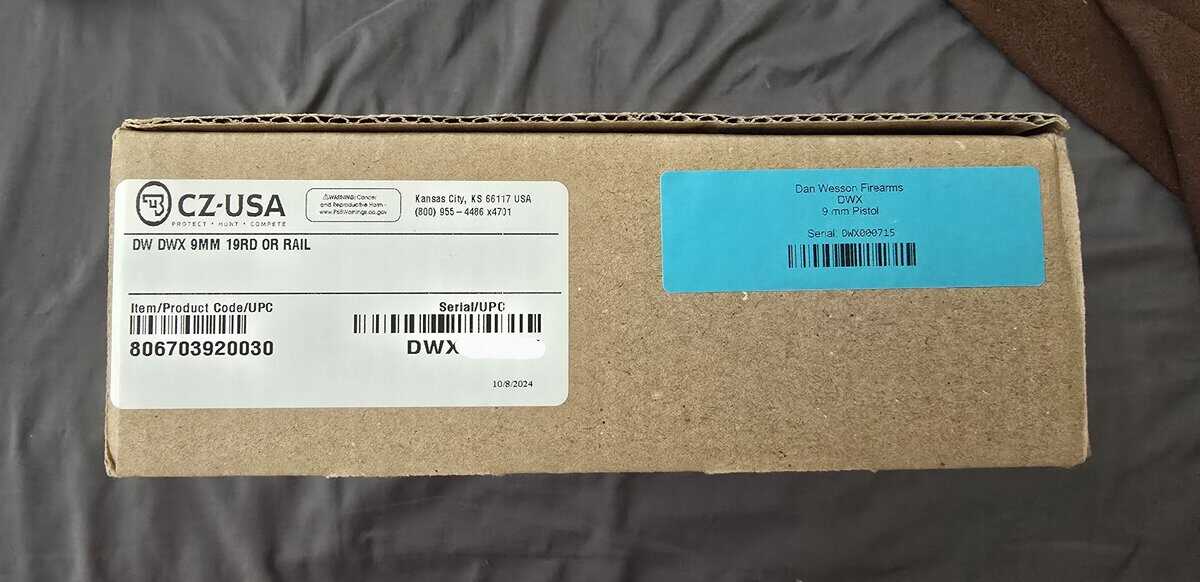 CZ-USA
PROTECT • HUNT • COMPETE
⚠WARNING: Cancer
and Reproductive Harm -
www.P65Warnings.ca.gov
Kansas City, KS 66117 USA
(800) 955-4486 x4701
DW DWX 9MM 19RD OR RAIL
Item/Product Code/UPC
806703920030
Serial/UPC
DWX
10/8/2024
Dan Wesson Firearms
DWX
9 mm Pistol
Serial: DWX000715